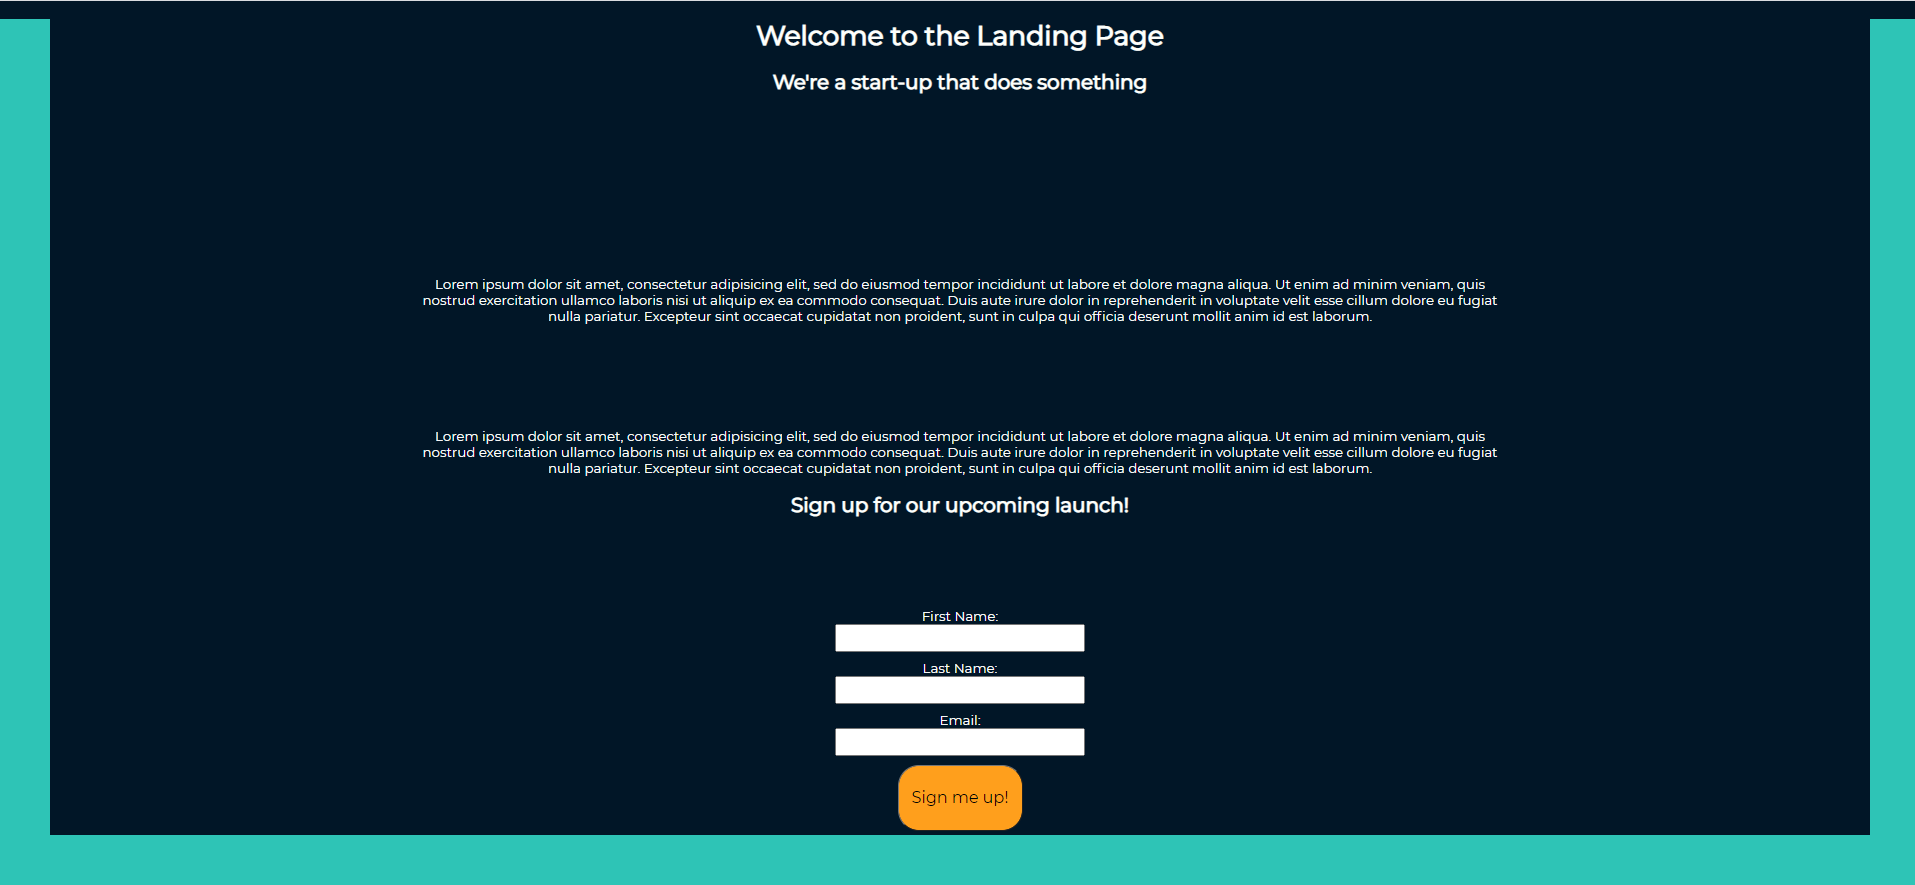 Welcome to the Landing Page
We're a start-up that does something
Lorem ipsum dolor sit amet, consectetur adipisicing elit, sed do eiusmod tempor incididunt ut labore et dolore magna aliqua. Ut enim ad minim veniam, quis
nostrud exercitation ullamco laboris nisi ut aliquip ex ea commodo consequat. Duis aute irure dolor in reprehenderit in voluptate velit esse cillum dolore eu fugiat
nulla pariatur. Excepteur sint occaecat cupidatat non proident, sunt in culpa qui officia deserunt mollit anim id est laborum.
Lorem ipsum dolor sit amet, consectetur adipisicing elit, sed do eiusmod tempor incididunt ut labore et dolore magna aliqua. Ut enim ad minim veniam, quis
nostrud exercitation ullamco laboris nisi ut aliquip ex ea commodo consequat. Duis aute irure dolor in reprehenderit in voluptate velit esse cillum dolore eu fugiat
nulla pariatur. Excepteur sint occaecat cupidatat non proident, sunt in culpa qui officia deserunt mollit anim id est laborum.
Sign up for our upcoming launch!
First Name:
Last Name:
Email:
Sign me up!